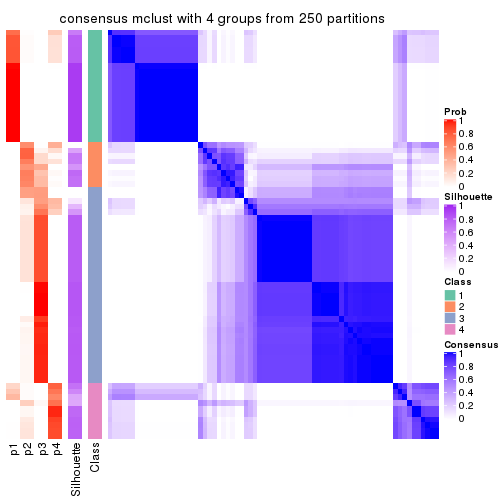 consensus mclust with 4 groups from 250 partitions
Prob
1
0.8
0.6
0.4
0.2
0
Silhouette
1
0.8
0.6
0.4
0.2
0
Class
1
2
3
4
Consensus
1
0.8
0.6
0.4
0.2
0
p1
p2
p3
p4
Silhouette
Class